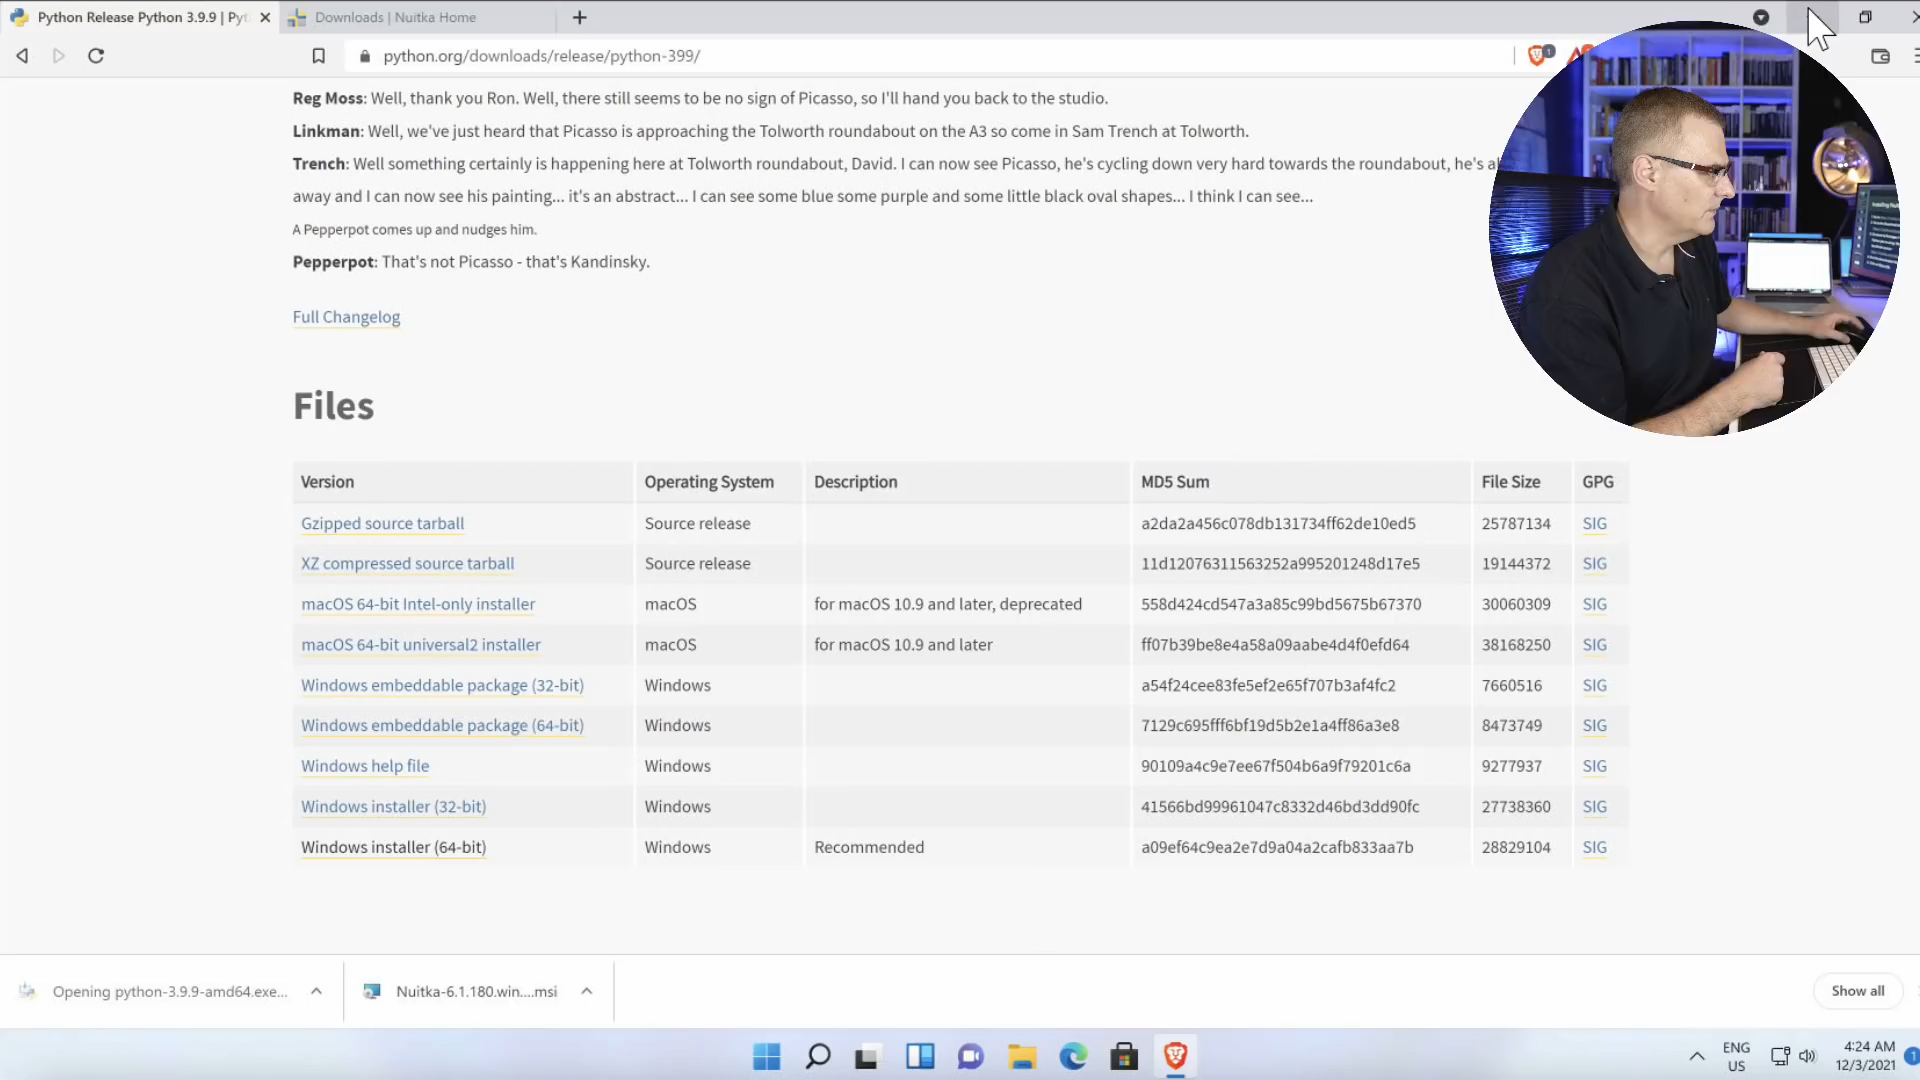 Python Release Python 3.9.9 | Pyt
Downloads | Nuitka Home
python.org/downloads/release/python-399/
1
Reg Moss: Well, thank you Ron. Well, there still seems to be no sign of Picasso, so I'll hand you back to the studio.
Linkman: Well, we've just heard that Picasso is approaching the Tolworth roundabout on the A3 so come in Sam Trench at Tolworth.
Trench: Well something certainly is happening here at Tolworth roundabout, David. I can now see Picasso, he's cycling down very hard towards the roundabout, he's a
away and I can now see his painting... it's an abstract... I can see some blue some purple and some little black oval shapes... I think I can see...
A Pepperpot comes up and nudges him.
Pepperpot: That's not Picasso - that's Kandinsky.
Full Changelog
Files
Version Operating System Description MD5 Sum File Size GPG
Gzipped source tarball Source release a2da2a456c078db131734ff62de10ed5 25787134 SIG
XZ compressed source tarball Source release 11d12076311563252a995201248d17e5 19144372 SIG
macOS 64-bit Intel-only installer macOS for macOS 10.9 and later, deprecated 558d424cd547a3a85c99bd5675b67370 30060309 SIG
macOS 64-bit universal2 installer macOS for macOS 10.9 and later ff07b39be8e4a58a09aabe4d4f0efd64 38168250 SIG
Windows embeddable package (32-bit) Windows a54f24cee83fe5ef2e65f707b3af4fc2 7660516 SIG
Windows embeddable package (64-bit) Windows 7129c695fff6bf19d5b2e1a4ff86a3e8 8473749 SIG
Windows help file Windows 90109a4c9e7ee67f504b6a9f79201c6a 9277937 SIG
Windows installer (32-bit) Windows 41566bd99961047c8332d46bd3dd90fc 27738360 SIG
Windows installer (64-bit) Windows Recommended a09ef64c9ea2e7d9a04a2cafb833aa7b 28829104 SIG
Opening python-3.9.9-amd64.exe...
Nuitka-6.1.180.win....msi
Show all
ENG
US
4:24 AM
12/3/2021
1